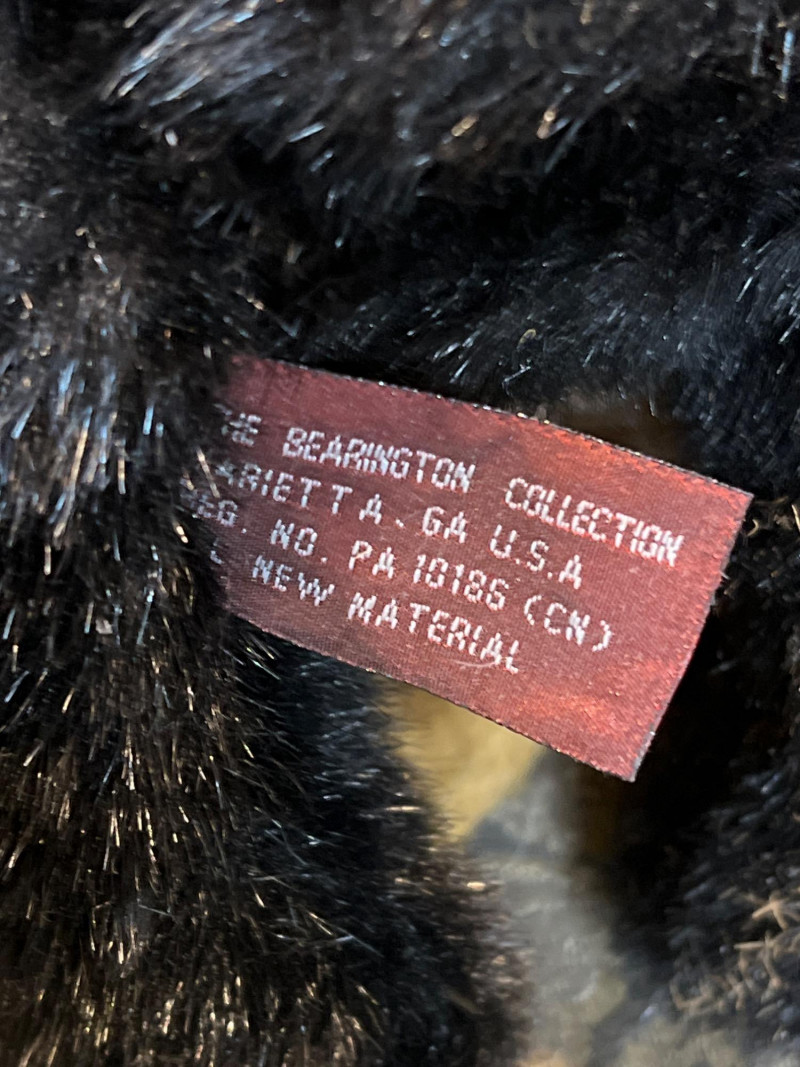 HE BEARINGTON COLLECTION
ARIETTA. GA U.S.A
EG. NO. PA 10186 (CN)
L NEW MATERIAL